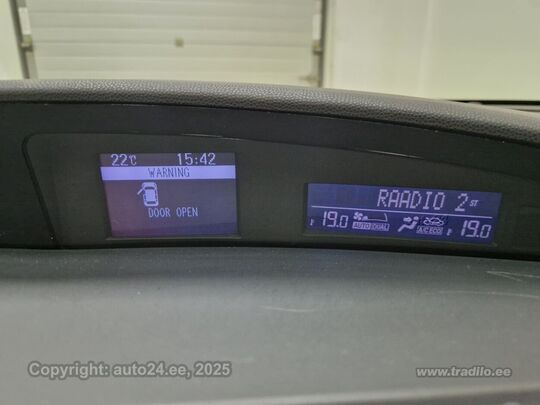 22℃ 15:42
WARNING
DOOR OPEN
RAADIO 2 ST
19.0 AUTO DUAL A/C ECO 19.0
Copyright: auto24.ee, 2025
www.tradilo.ee